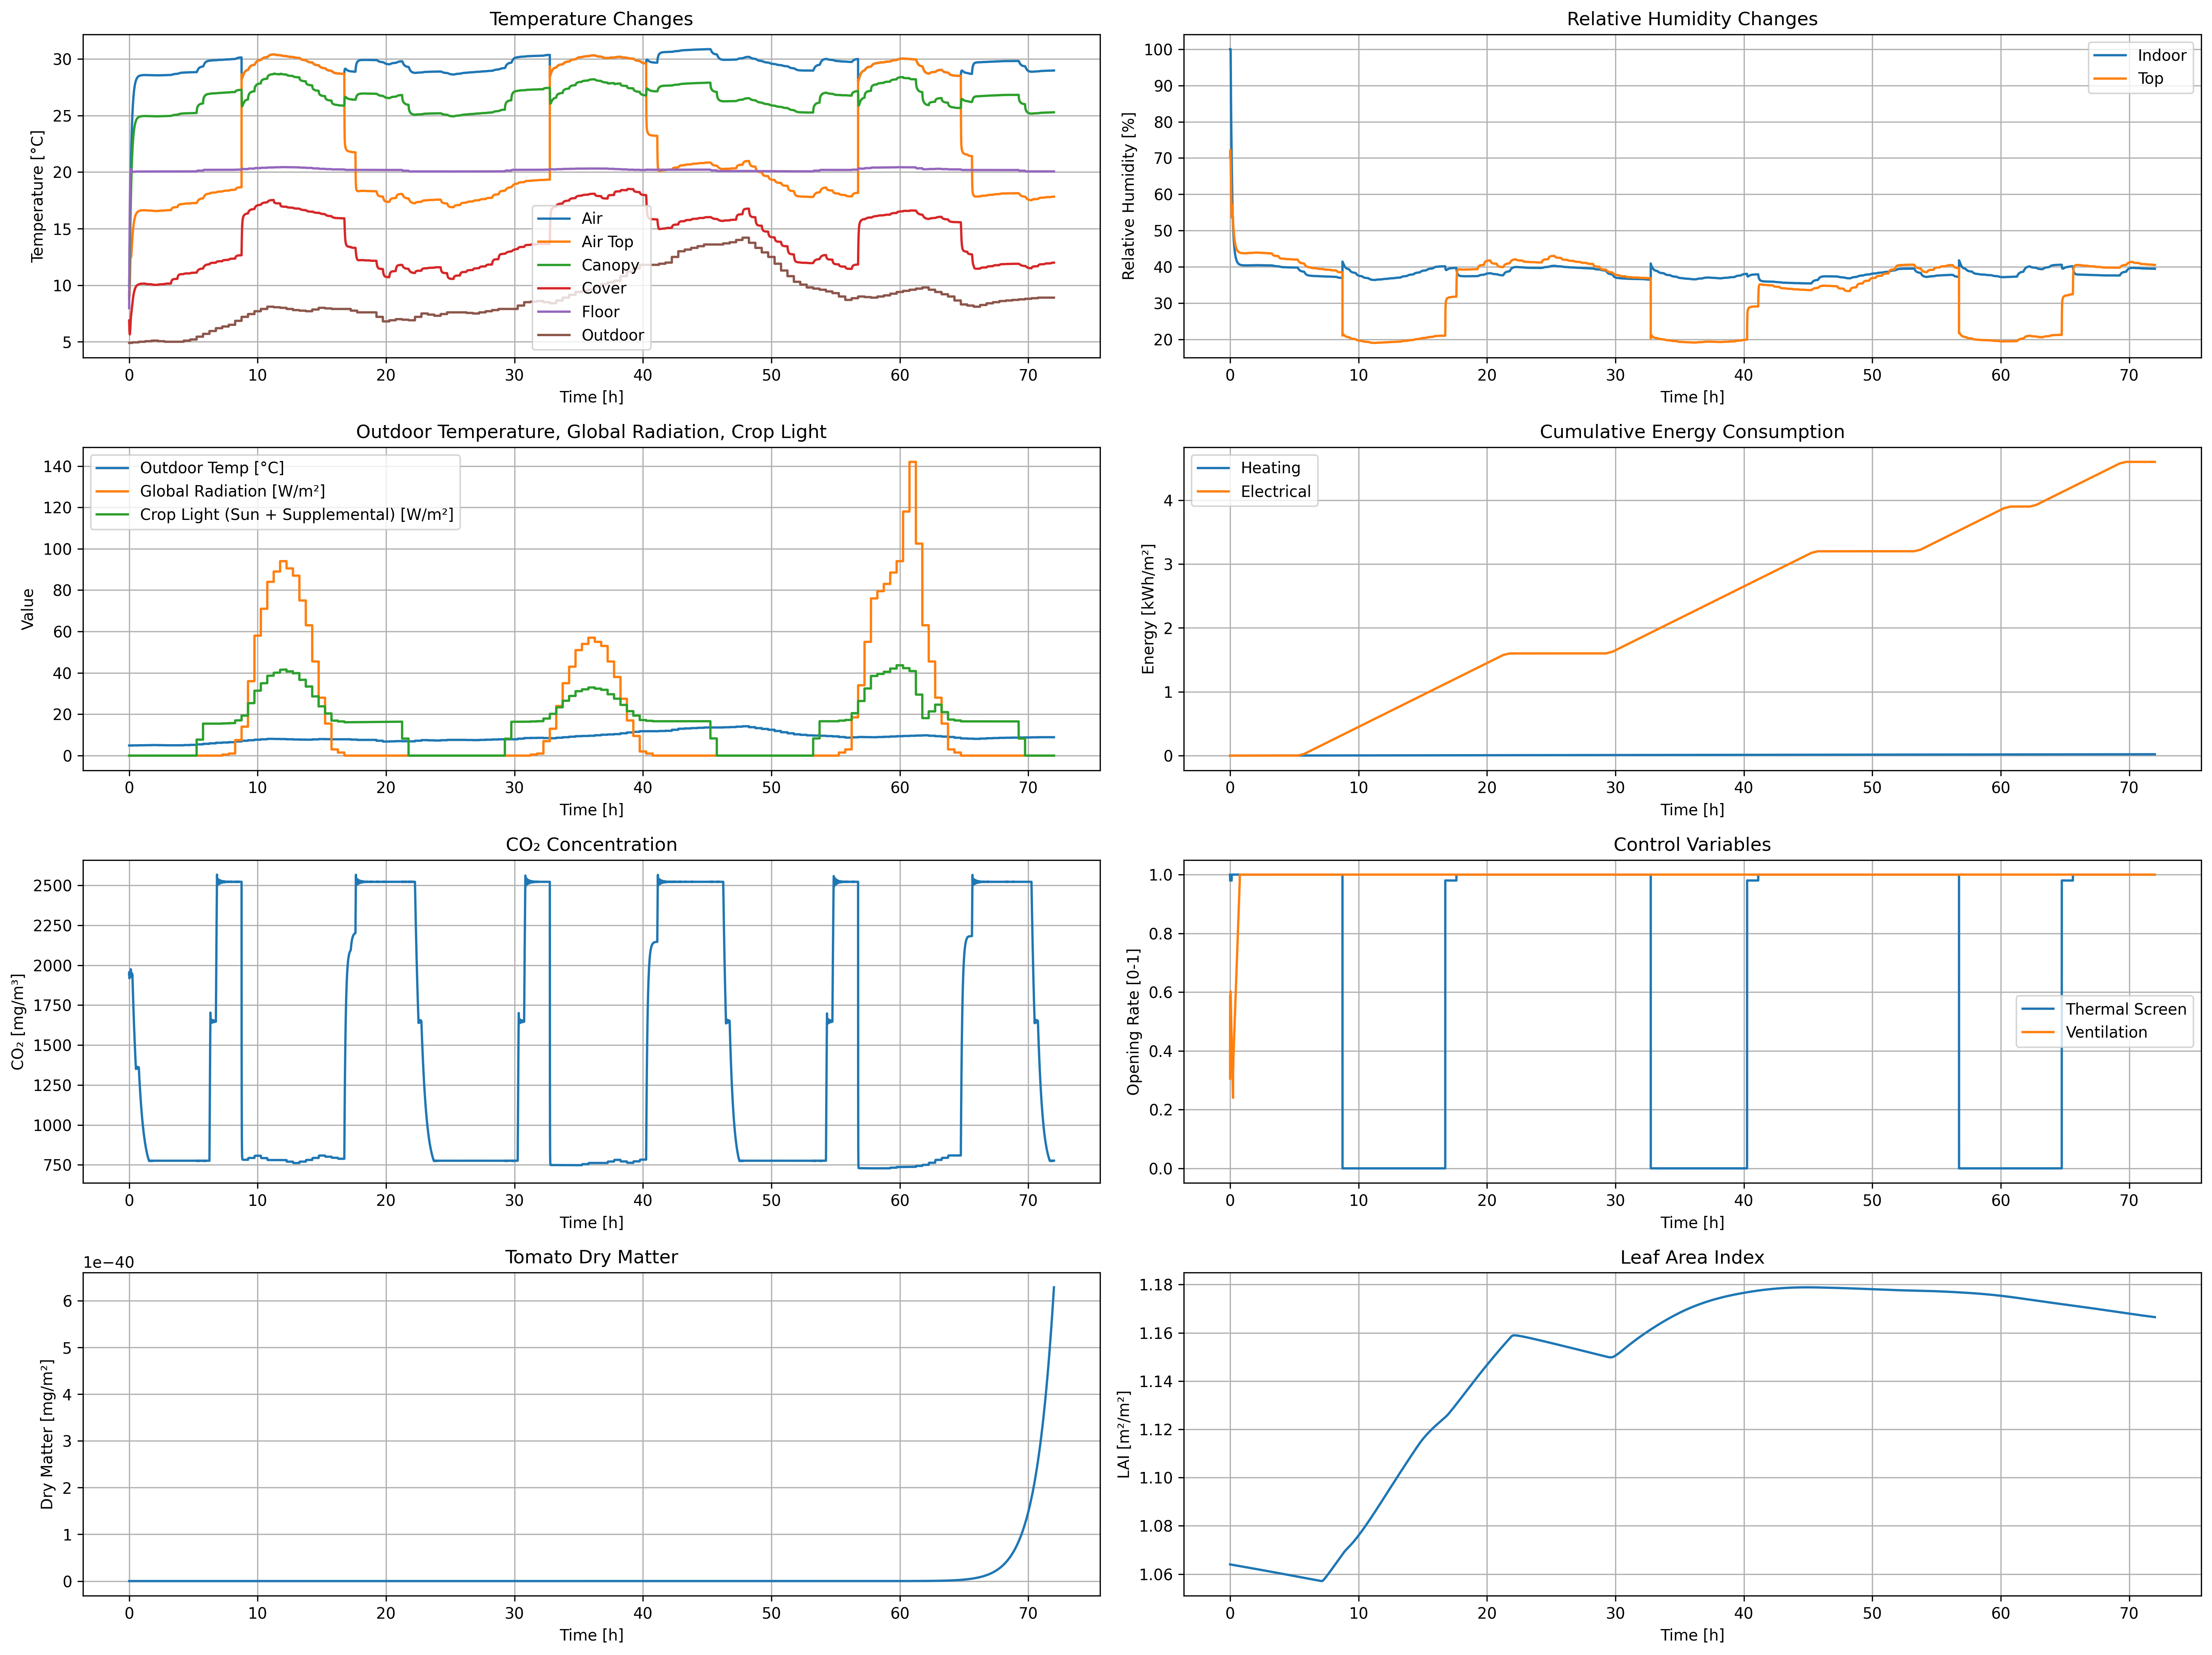 Temperature Changes
Temperature [°C]
30
25
20
15
10
5
Air
Air Top
Canopy
Cover
Floor
Outdoor
0 10 20 30 40 50 60 70
Time [h]
Relative Humidity Changes
Relative Humidity [%]
100
90
80
70
60
50
40
30
20
Indoor
Top
0 10 20 30 40 50 60 70
Time [h]
Outdoor Temperature, Global Radiation, Crop Light
Value
140
120
100
80
60
40
20
0
Outdoor Temp [°C]
Global Radiation [W/m²]
Crop Light (Sun + Supplemental) [W/m²]
0 10 20 30 40 50 60 70
Time [h]
Cumulative Energy Consumption
Energy [kWh/m²]
4
3
2
1
0
Heating
Electrical
0 10 20 30 40 50 60 70
Time [h]
CO₂ Concentration
CO₂ [mg/m³]
2500
2250
2000
1750
1500
1250
1000
750
0 10 20 30 40 50 60 70
Time [h]
Control Variables
Opening Rate [0-1]
1.0
0.8
0.6
0.4
0.2
0.0
Thermal Screen
Ventilation
0 10 20 30 40 50 60 70
Time [h]
Tomato Dry Matter
1e−40
Dry Matter [mg/m²]
6
5
4
3
2
1
0
0 10 20 30 40 50 60 70
Time [h]
Leaf Area Index
LAI [m²/m²]
1.18
1.16
1.14
1.12
1.10
1.08
1.06
0 10 20 30 40 50 60 70
Time [h]